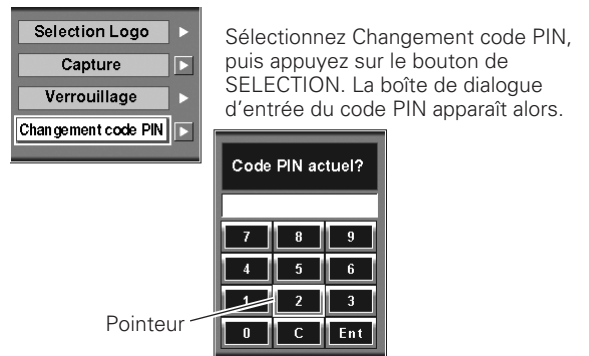 Selection Logo
Capture
Verrouillage
Changement code PIN
Sélectionnez Changement code PIN,
puis appuyez sur le bouton de
SELECTION. La boîte de dialogue
d'entrée du code PIN apparaît alors.
Code PIN actuel?
7 8 9
4 5 6
1 2 3
0 C Ent
Pointeur